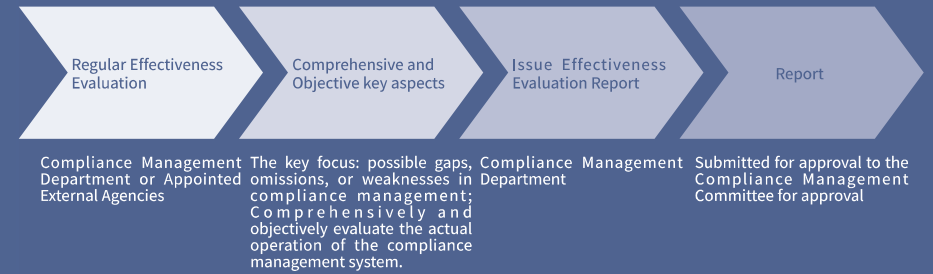 Regular Effectiveness
Evaluation
Comprehensive and
Objective key aspects
Issue Effectiveness
Evaluation Report
Report
Compliance Management
Department or Appointed
External Agencies
The key focus: possible gaps,
omissions, or weaknesses in
compliance management;
Comprehensively and
objectively evaluate the actual
operation of the compliance
management system.
Compliance Management
Department
Submitted for approval to the
Compliance Management
Committee for approval